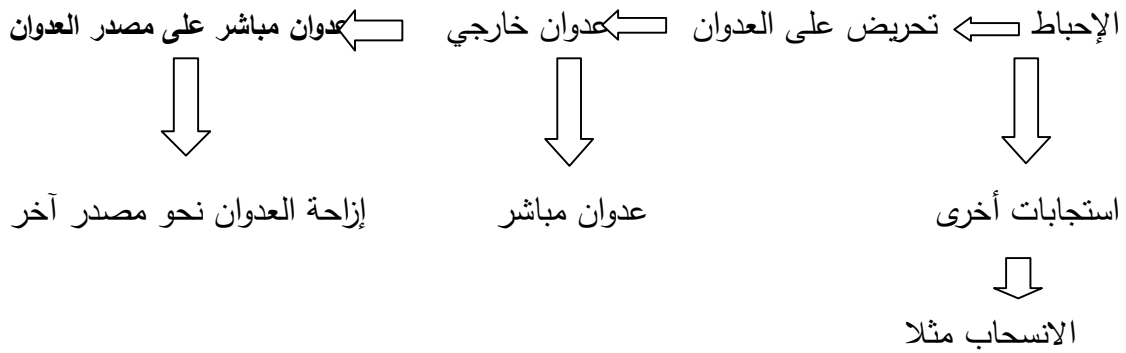 الإحباط تحريض على العدوان عدوان خارجي عدوان مباشر على مصدر العدوان
استجابات أخرى عدوان مباشر إزاحة العدوان نحو مصدر آخر
الانسحاب مثلا